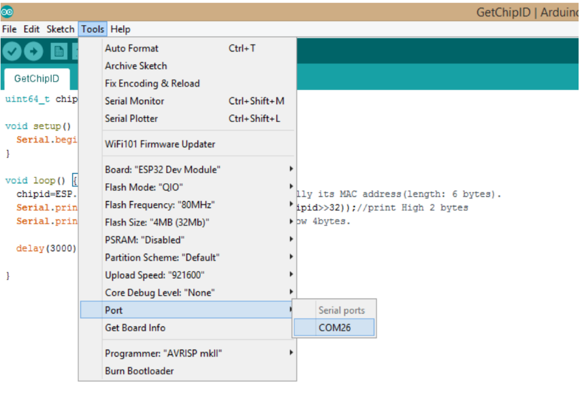 GetChipID | Arduin
File Edit Sketch Tools Help
GetChipID
Auto Format Ctrl+T
Archive Sketch
Fix Encoding & Reload
Serial Monitor Ctrl+Shift+M
Serial Plotter Ctrl+Shift+L
WiFi101 Firmware Updater
Board: "ESP32 Dev Module"
Flash Mode: "QIO"
Flash Frequency: "80MHz"
Flash Size: "4MB (32Mb)"
PSRAM: "Disabled"
Partition Scheme: "Default"
Upload Speed: "921600"
Core Debug Level: "None"
Port
Get Board Info
Programmer: "AVRISP mkII"
Burn Bootloader
Serial ports
COM26
uint64_t chip
void setup()
Serial.begi
}
void loop() {
chipid=ESP. lly its MAC address(length: 6 bytes).
Serial.prin ipid>>32));//print High 2 bytes
Serial.prin ow 4bytes.
delay(3000)
}